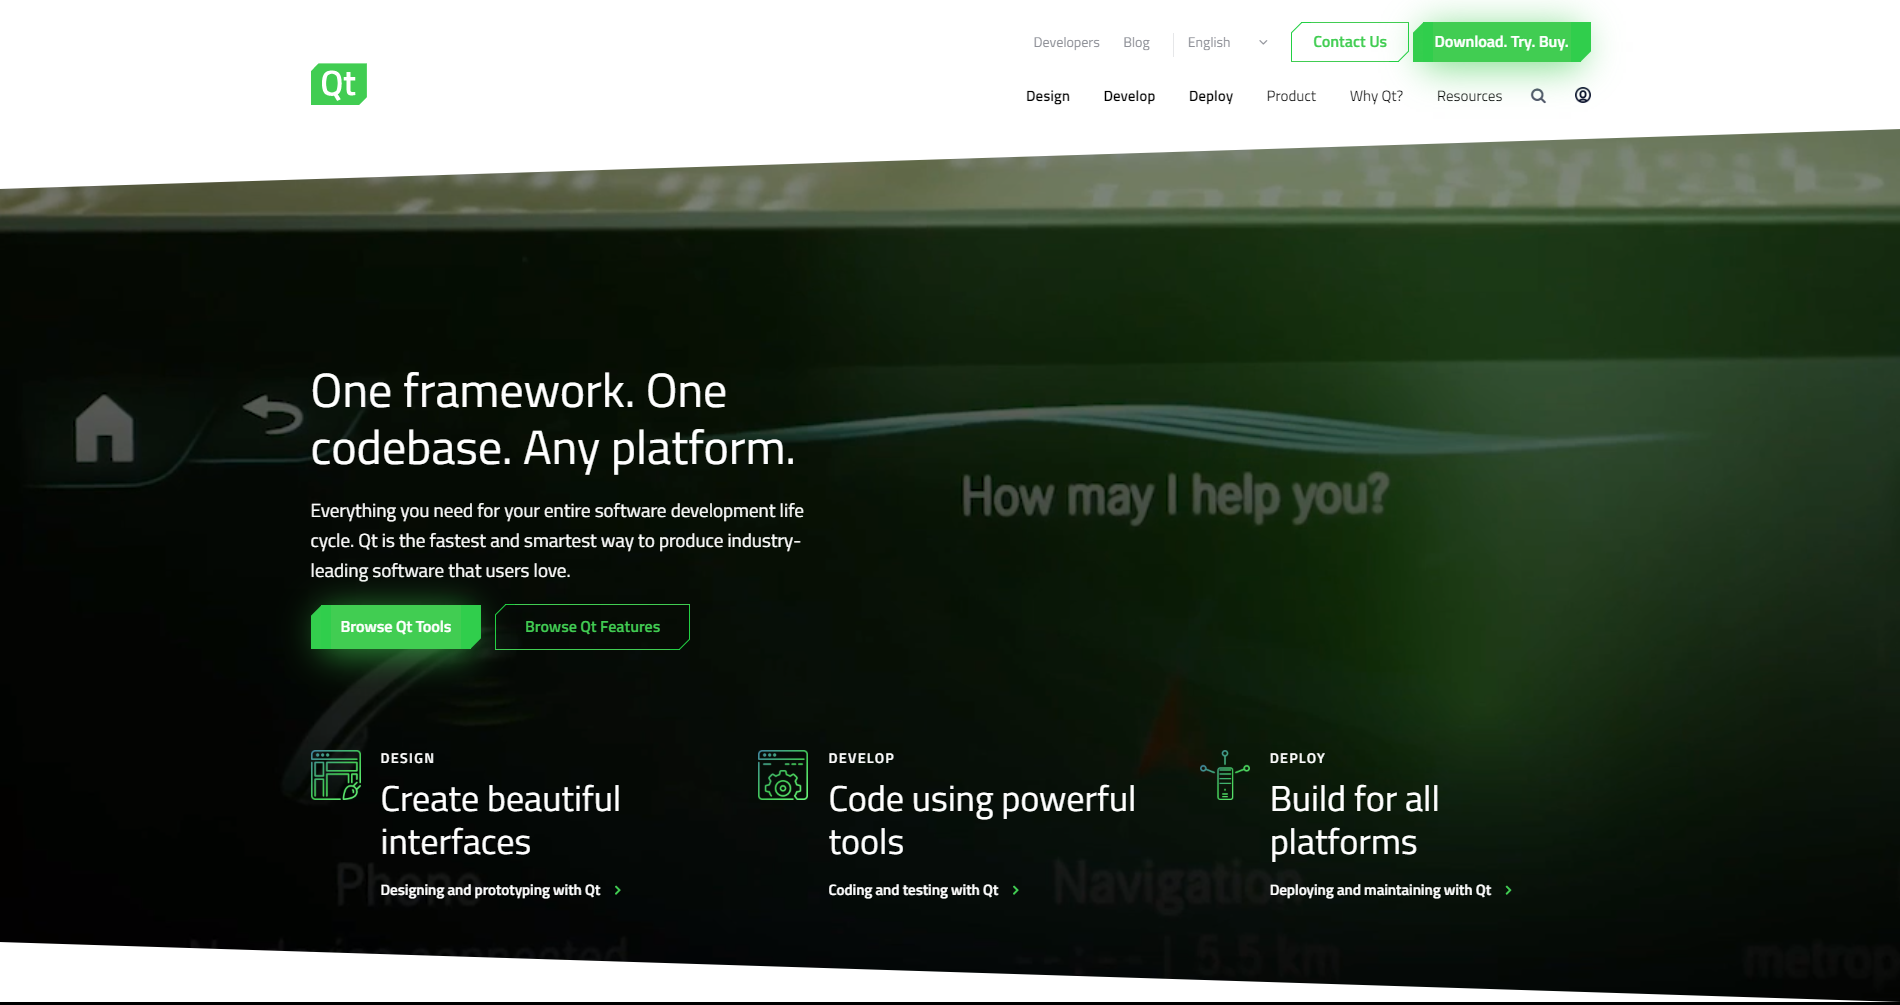 Developers Blog English Contact Us Download. Try. Buy.
Qt
Design Develop Deploy Product Why Qt? Resources
One framework. One
codebase. Any platform.
How may I help you?
Everything you need for your entire software development life
cycle. Qt is the fastest and smartest way to produce industry-
leading software that users love.
Browse Qt Tools Browse Qt Features
DESIGN
Create beautiful
interfaces
Designing and prototyping with Qt
DEVELOP
Code using powerful
tools
Coding and testing with Qt
DEPLOY
Build for all
platforms
Deploying and maintaining with Qt
Phone
Navigation
connected
5.5 km